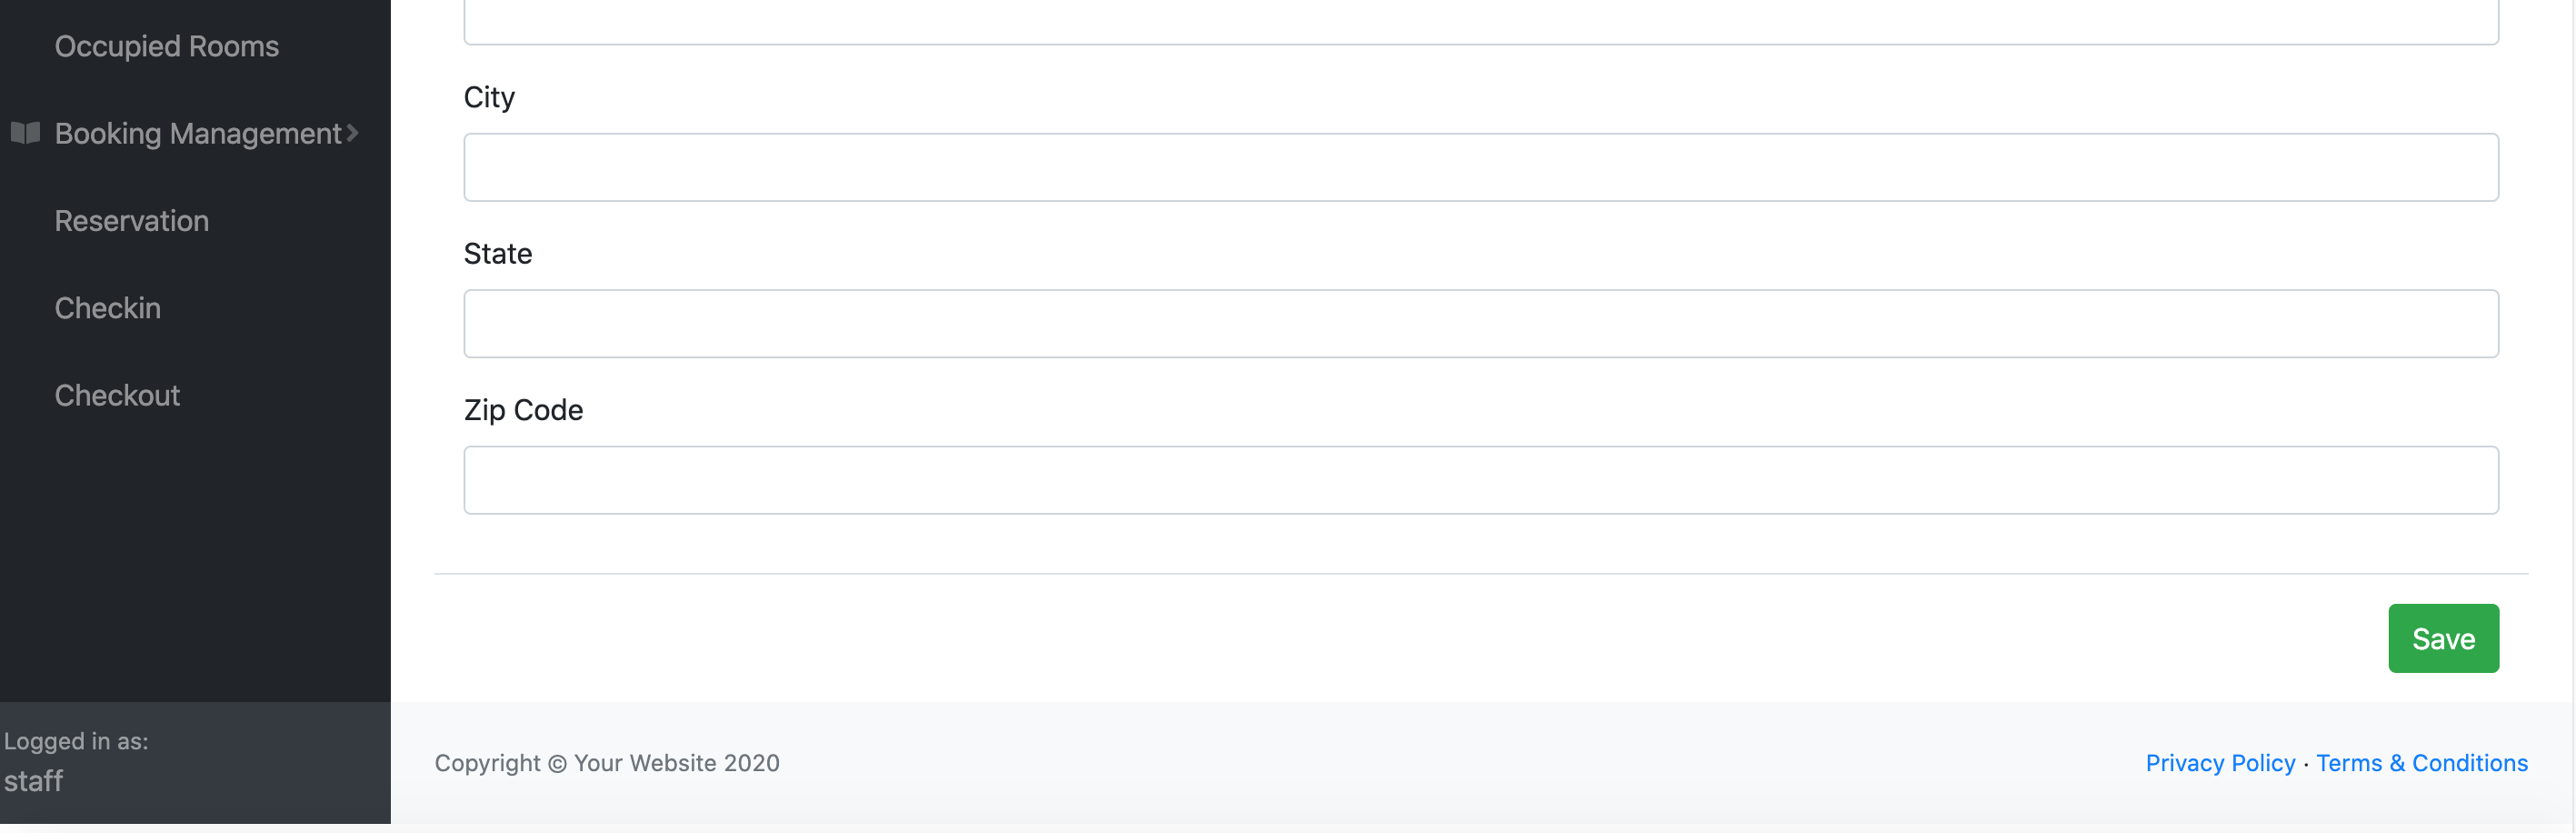 Occupied Rooms
Booking Management
Reservation
Checkin
Checkout
Logged in as:
staff
City
State
Zip Code
Save
Copyright © Your Website 2020
Privacy Policy · Terms & Conditions